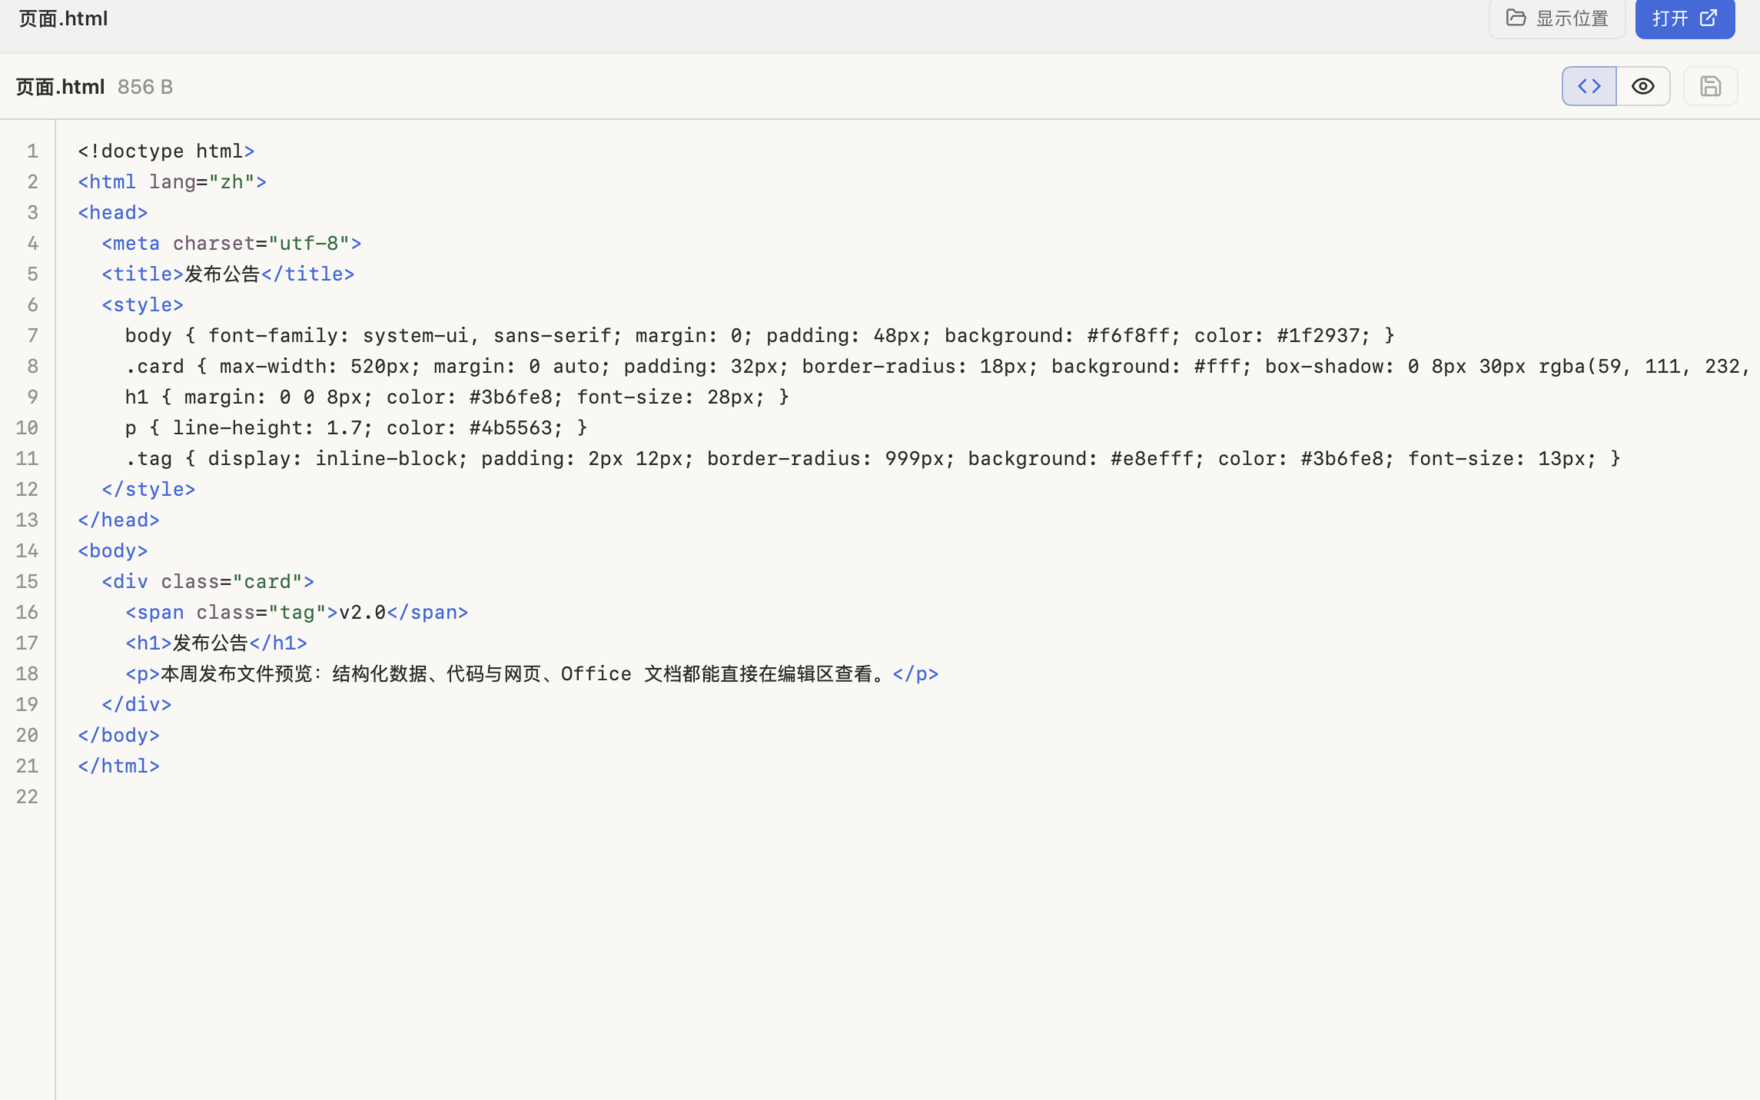 页面.html
显示位置
打开
页面.html 856 B
1 <!doctype html>
2 <html lang="zh">
3 <head>
4   <meta charset="utf-8">
5   <title>发布公告</title>
6   <style>
7     body { font-family: system-ui, sans-serif; margin: 0; padding: 48px; background: #f6f8ff; color: #1f2937; }
8     .card { max-width: 520px; margin: 0 auto; padding: 32px; border-radius: 18px; background: #fff; box-shadow: 0 8px 30px rgba(59, 111, 232,
9     h1 { margin: 0 0 8px; color: #3b6fe8; font-size: 28px; }
10     p { line-height: 1.7; color: #4b5563; }
11     .tag { display: inline-block; padding: 2px 12px; border-radius: 999px; background: #e8efff; color: #3b6fe8; font-size: 13px; }
12   </style>
13 </head>
14 <body>
15   <div class="card">
16     <span class="tag">v2.0</span>
17     <h1>发布公告</h1>
18     <p>本周发布文件预览：结构化数据、代码与网页、Office 文档都能直接在编辑区查看。</p>
19   </div>
20 </body>
21 </html>
22